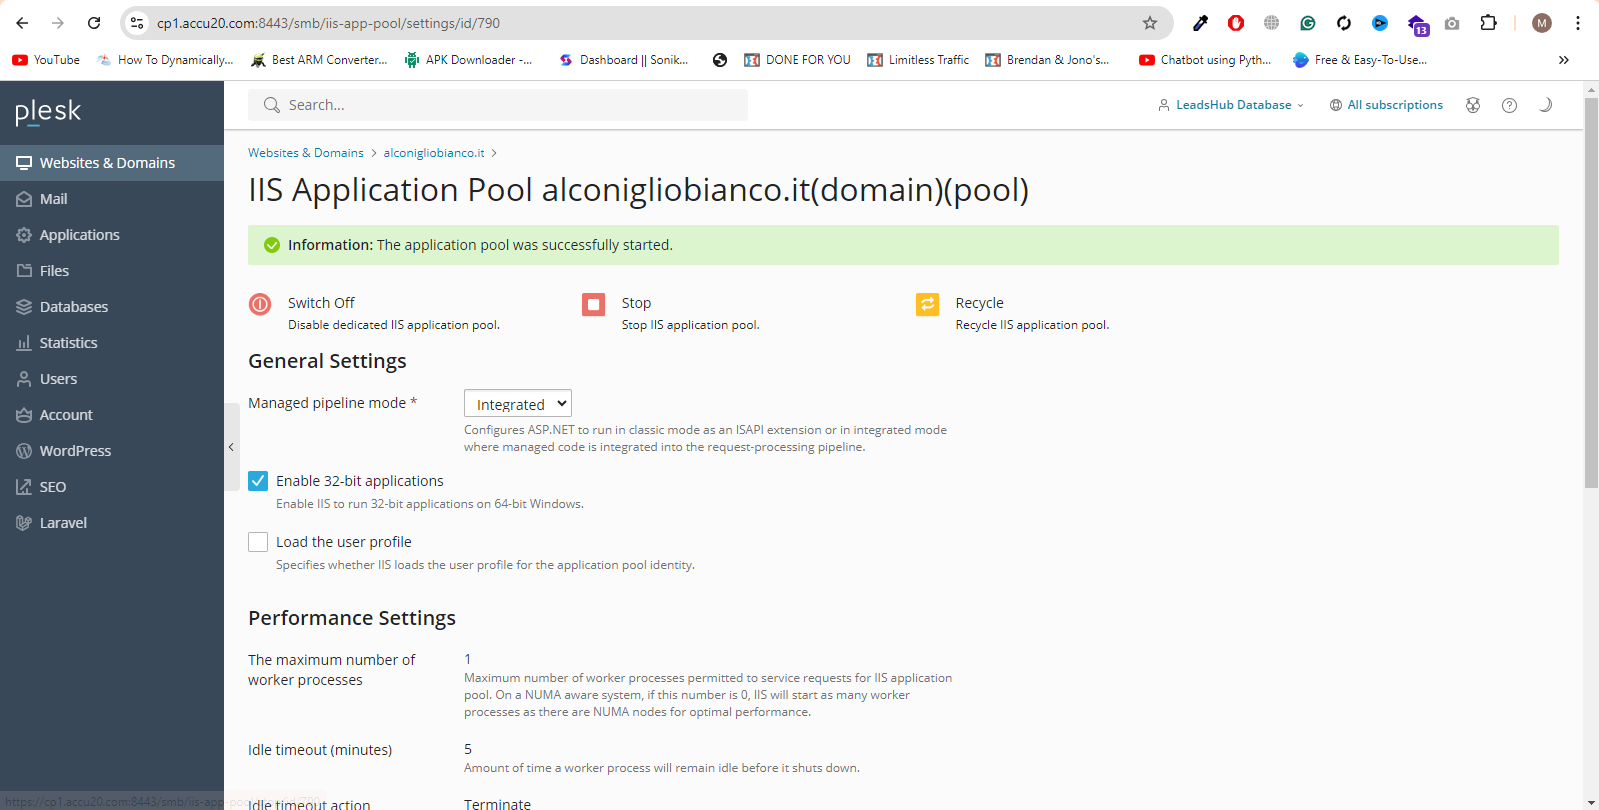 cp1.accu20.com:8443/smb/iis-app-pool/settings/id/790
13
M
YouTube
How To Dynamically...
Best ARM Converter...
APK Downloader -...
Dashboard || Sonik...
DONE FOR YOU
Limitless Traffic
Brendan & Jono's...
Chatbot using Pyth...
Free & Easy-To-Use...
»
plesk
Search...
LeadsHub Database
All subscriptions
Websites & Domains
Mail
Applications
Files
Databases
Statistics
Users
Account
WordPress
SEO
Laravel
Websites & Domains > alconigliobianco.it >
IIS Application Pool alconigliobianco.it(domain)(pool)
Information: The application pool was successfully started.
Switch Off
Disable dedicated IIS application pool.
Stop
Stop IIS application pool.
Recycle
Recycle IIS application pool.
General Settings
Managed pipeline mode *
Integrated
Configures ASP.NET to run in classic mode as an ISAPI extension or in integrated mode
where managed code is integrated into the request-processing pipeline.
Enable 32-bit applications
Enable IIS to run 32-bit applications on 64-bit Windows.
Load the user profile
Specifies whether IIS loads the user profile for the application pool identity.
Performance Settings
The maximum number of
worker processes
1
Maximum number of worker processes permitted to service requests for IIS application
pool. On a NUMA aware system, if this number is 0, IIS will start as many worker
processes as there are NUMA nodes for optimal performance.
Idle timeout (minutes)
5
Amount of time a worker process will remain idle before it shuts down.
Idle timeout action
Terminate